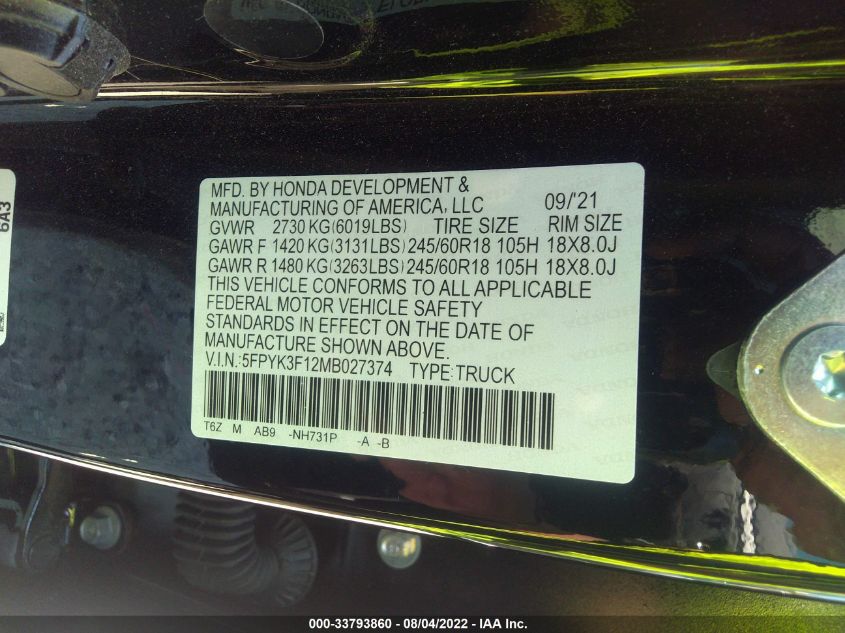 MFD. BY HONDA DEVELOPMENT &
MANUFACTURING OF AMERICA, LLC 09/'21
GVWR 2730 KG(6019LBS) TIRE SIZE RIM SIZE
GAWR F 1420 KG(3131LBS) 245/60R18 105H 18X8.0J
GAWR R 1480 KG(3263LBS) 245/60R18 105H 18X8.0J
THIS VEHICLE CONFORMS TO ALL APPLICABLE
FEDERAL MOTOR VEHICLE SAFETY
STANDARDS IN EFFECT ON THE DATE OF
MANUFACTURE SHOWN ABOVE.
V.I.N.:5FPYK3F12MB027374 TYPE:TRUCK
T6Z M AB9 -NH731P -A -B
6A3
000-33793860 - 08/04/2022 - IAA Inc.